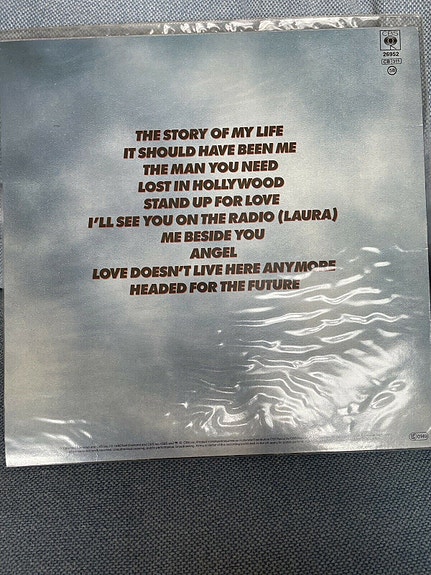 CBS
26952
CB 311
THE STORY OF MY LIFE
IT SHOULD HAVE BEEN ME
THE MAN YOU NEED
LOST IN HOLLYWOOD
STAND UP FOR LOVE
I'LL SEE YOU ON THE RADIO (LAURA)
ME BESIDE YOU
ANGEL
LOVE DOESN'T LIVE HERE ANYMORE
HEADED FOR THE FUTURE